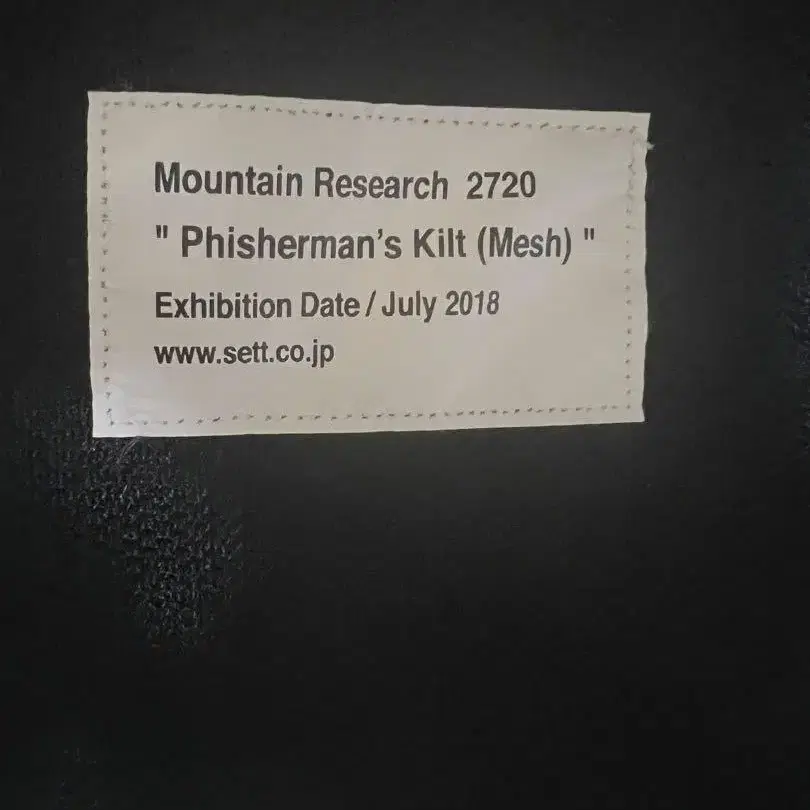 Mountain Research 2720
" Phisherman's Kilt (Mesh) "
Exhibition Date / July 2018
www.sett.co.jp